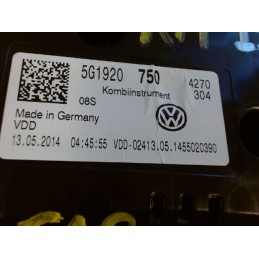 5G1920 750
4270
Kombiinstrument
304
08S
Made in Germany
VDD
13.05.2014 04:45:55 VDD-02413.05.1455020390